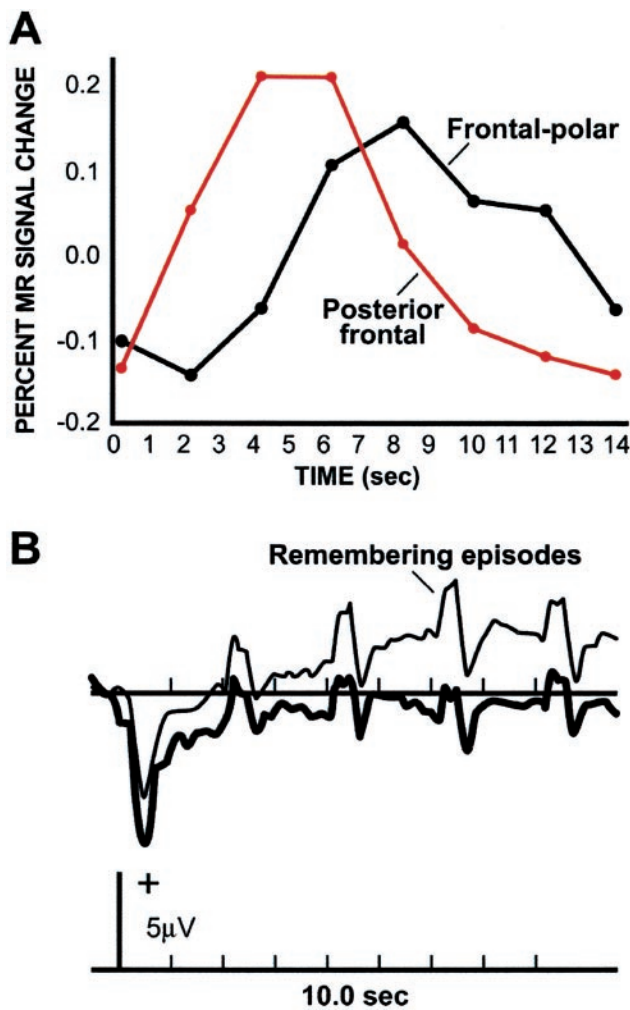 A
PERCENT MR SIGNAL CHANGE
0.2
0.1
0.0
-0.1
-0.2
Frontal-polar
Posterior
frontal
0 1 2 3 4 5 6 7 8 9 10 11 12 13 14
TIME (sec)
B
Remembering episodes
+
5μV
10.0 sec